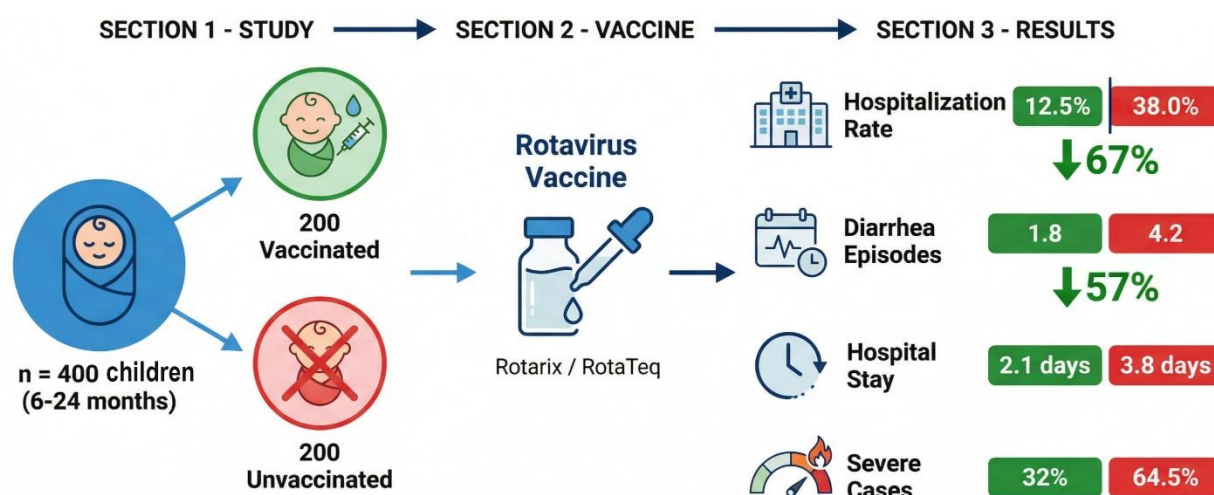 SECTION 1 - STUDY
SECTION 2 - VACCINE
SECTION 3 - RESULTS
n = 400 children
(6-24 months)
200
Vaccinated
200
Unvaccinated
Rotavirus
Vaccine
Rotarix / RotaTeq
Hospitalization
Rate
12.5%
38.0%
67%
Diarrhea
Episodes
1.8
4.2
57%
Hospital
Stay
2.1 days
3.8 days
Severe
Cases
32%
64.5%